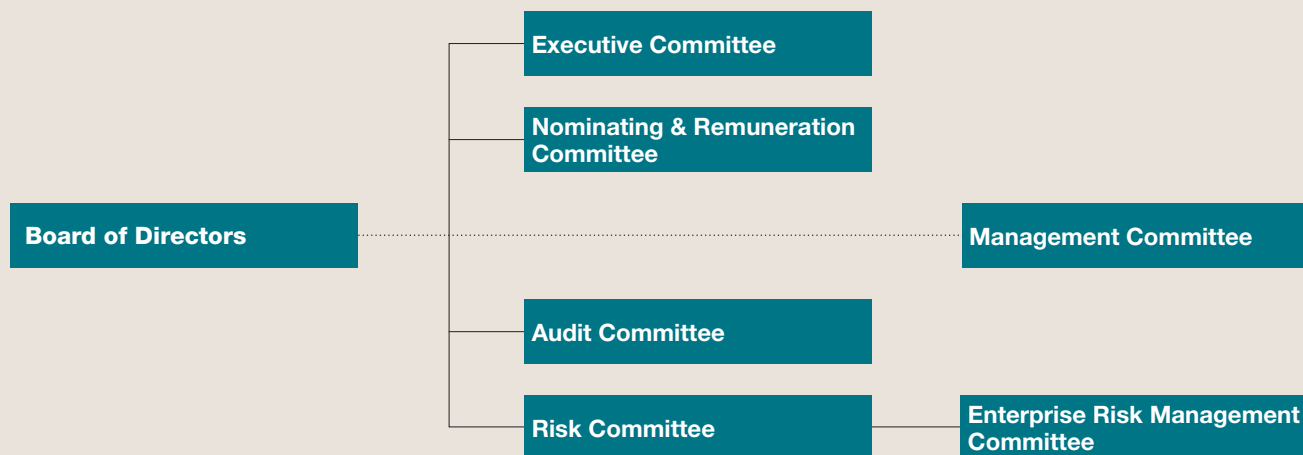 Executive Committee
Nominating & Remuneration
Committee
Board of Directors
Management Committee
Audit Committee
Risk Committee
Enterprise Risk Management
Committee